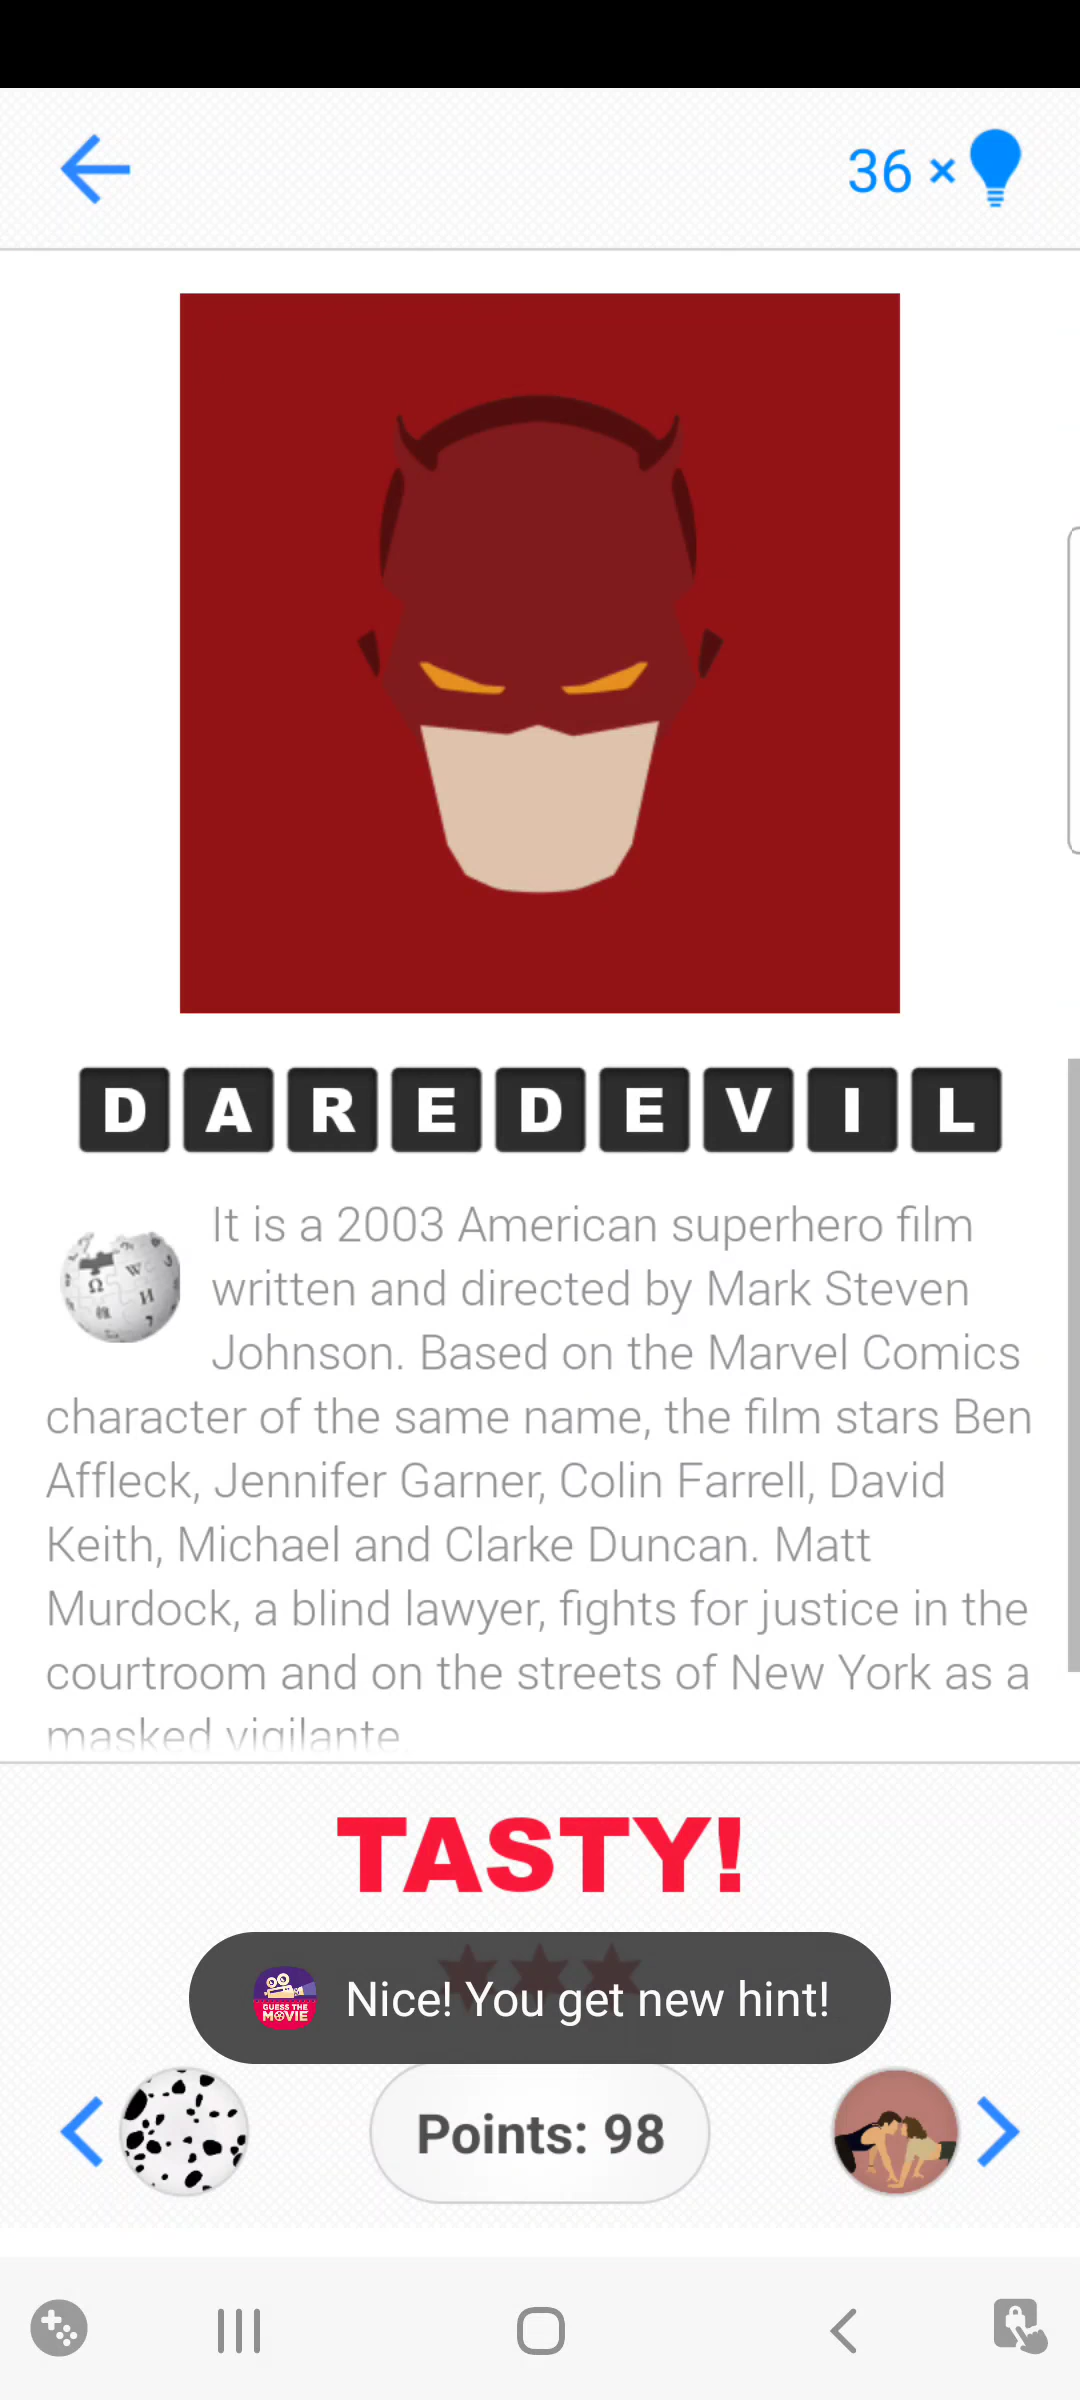 36 ×
DAREDEVIL
It is a 2003 American superhero film
written and directed by Mark Steven
Johnson. Based on the Marvel Comics
character of the same name, the film stars Ben
Affleck, Jennifer Garner, Colin Farrell, David
Keith, Michael and Clarke Duncan. Matt
Murdock, a blind lawyer, fights for justice in the
courtroom and on the streets of New York as a
masked vigilante.
TASTY!
GUESS THE
MOVIE
Nice! You get new hint!
Points: 98